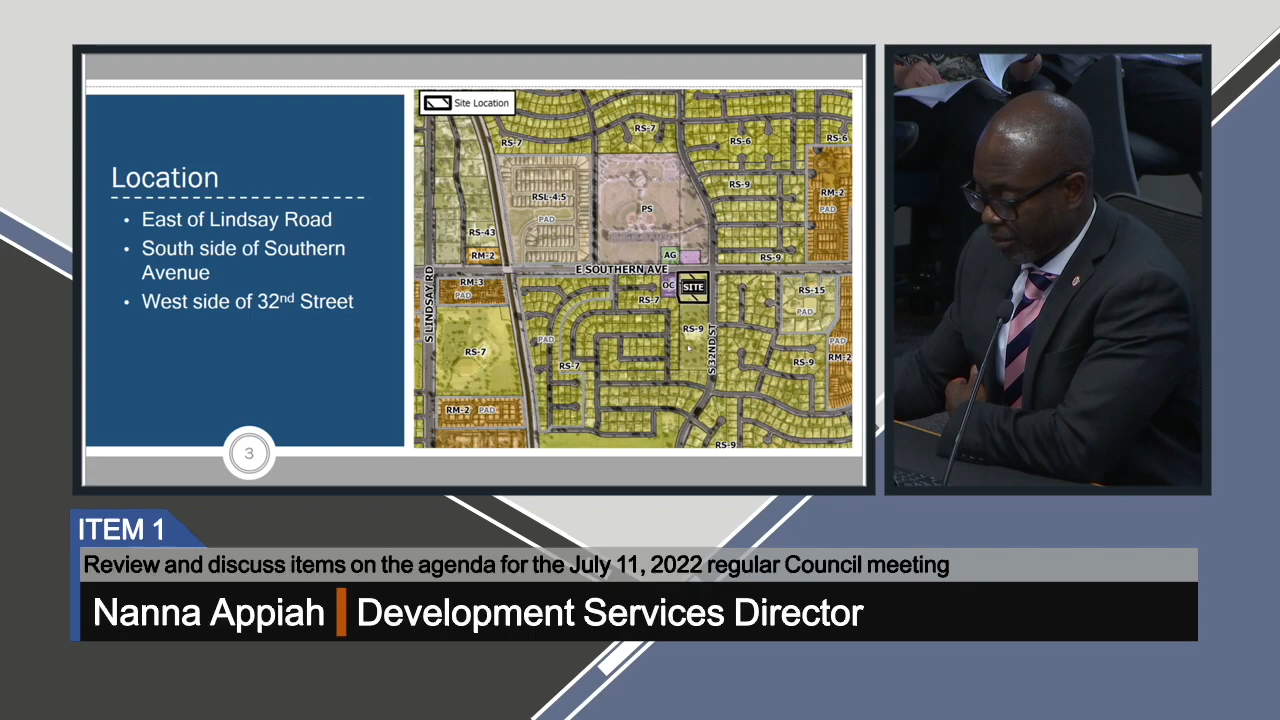 Site Location
Location
• East of Lindsay Road
• South side of Southern
Avenue
• West side of 32nd Street
3
RS-7
RS-7
RS-6
RS-6
RS-9
RM-2
PAD
RSL-4.5
PAD
PS
RS-43
RM-2
AG
RS-9
E SOUTHERN AVE
S LINDSAY RD
RM-3
PAD
OC
SITE
RS-7
RS-15
PAD
RS-9
S 32ND ST
PAD
RS-7
RS-7
RS-9
PAD
RM-2
RM-2
PAD
RS-9
ITEM 1
Review and discuss items on the agenda for the July 11, 2022 regular Council meeting
Nanna Appiah
Development Services Director